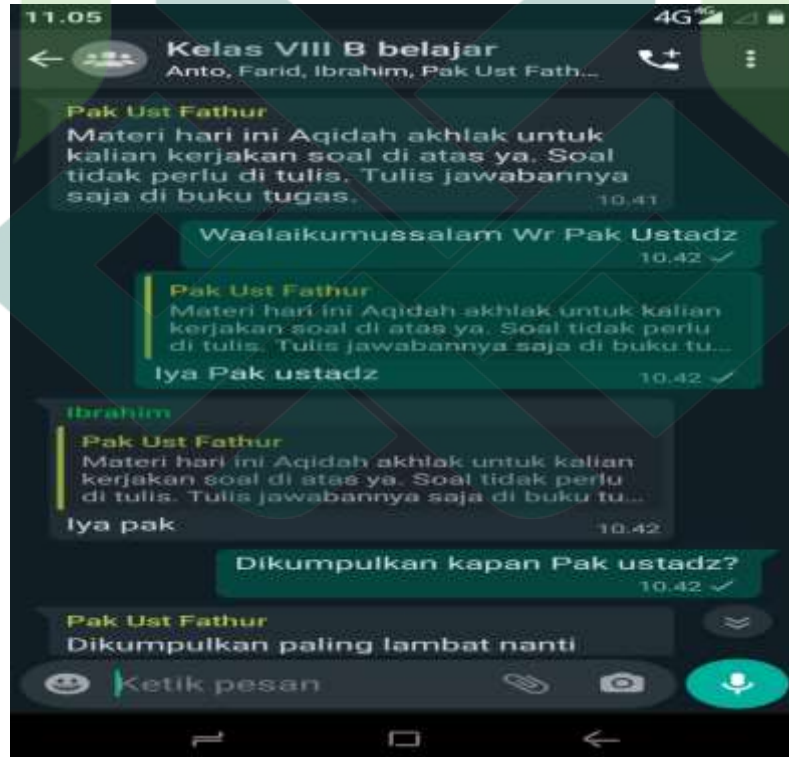 11.05
4G 4G
Kelas VIII B belajar
Anto, Farid, Ibrahim, Pak Ust Fath...
Pak Ust Fathur
Materi hari ini Aqidah akhlak untuk
kalian kerjakan soal di atas ya. Soal
tidak perlu di tulis. Tulis jawabannya
saja di buku tugas.
10.41
Waalaikumussalam Wr Pak Ustadz
10.42
Pak Ust Fathur
Materi hari ini Aqidah akhlak untuk kalian
kerjakan soal di atas ya. Soal tidak perlu
di tulis. Tulis jawabannya saja di buku tu...
Iya Pak ustadz
10.42
Ibrahim
Pak Ust Fathur
Materi hari ini Aqidah akhlak untuk kalian
kerjakan soal di atas ya. Soal tidak perlu
di tulis. Tulis jawabannya saja di buku tu...
Iya pak
10.42
Dikumpulkan kapan Pak ustadz?
10.42
Pak Ust Fathur
Dikumpulkan paling lambat nanti
Ketik pesan